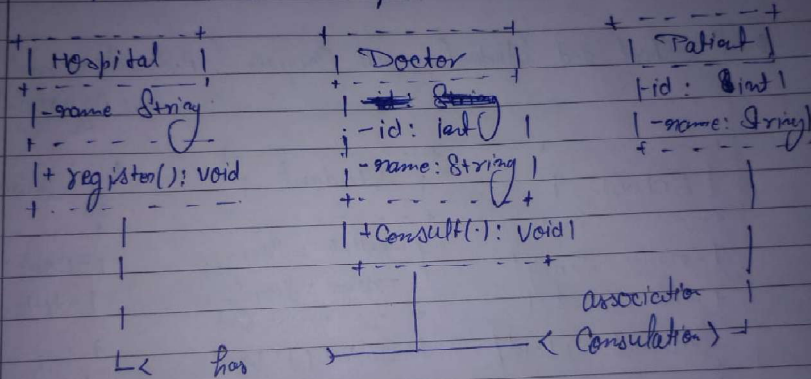 Hospital
- name String
+ register(): void
Doctor
- id: int
- name: String
+ Consult(.): void
Patient
- id: int
- name: String
has
association
Consulation